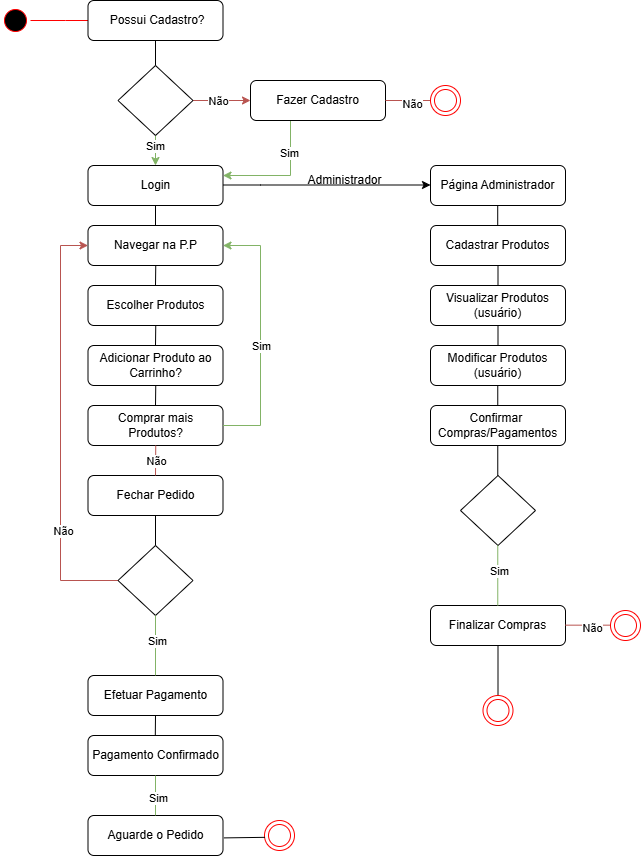 Possui Cadastro?
Não
Fazer Cadastro
Não
Sim
Sim
Login
Administrador
Página Administrador
Navegar na P.P
Cadastrar Produtos
Escolher Produtos
Visualizar Produtos
(usuário)
Sim
Adicionar Produto ao
Carrinho?
Modificar Produtos
(usuário)
Comprar mais
Produtos?
Confirmar
Compras/Pagamentos
Não
Fechar Pedido
Não
Sim
Sim
Finalizar Compras
Não
Efetuar Pagamento
Pagamento Confirmado
Sim
Aguarde o Pedido